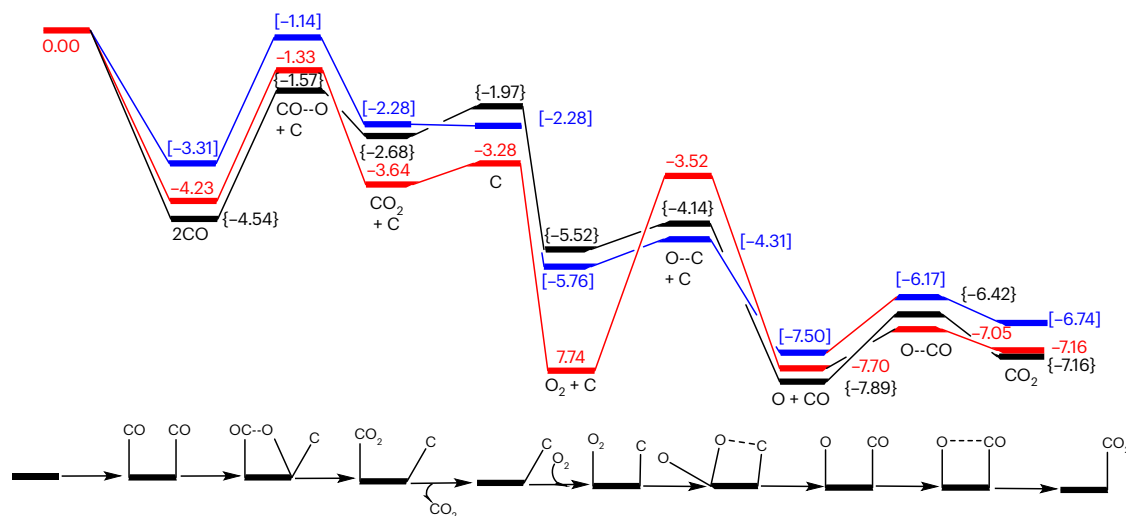 [−1.14]
0.00
−1.33
{−1.57}
CO--O
+ C
{−1.97}
[−2.28]
[−2.28]
{−2.68}
[−3.31]
−3.28
−3.64
C
−3.52
−4.23
CO₂
+ C
{−4.54}
2CO
{−4.14}
[−4.31]
{−5.52}
O--C
+ C
[−5.76]
[−6.17]
{−6.42}
[−6.74]
[−7.50]
−7.05
O--CO
−7.16
7.74
−7.70
{−7.16}
CO₂
O₂ + C
O + CO
{−7.89}
CO CO OC--O C CO₂ C C O₂ O₂ C O O C O CO O CO CO₂
CO₂